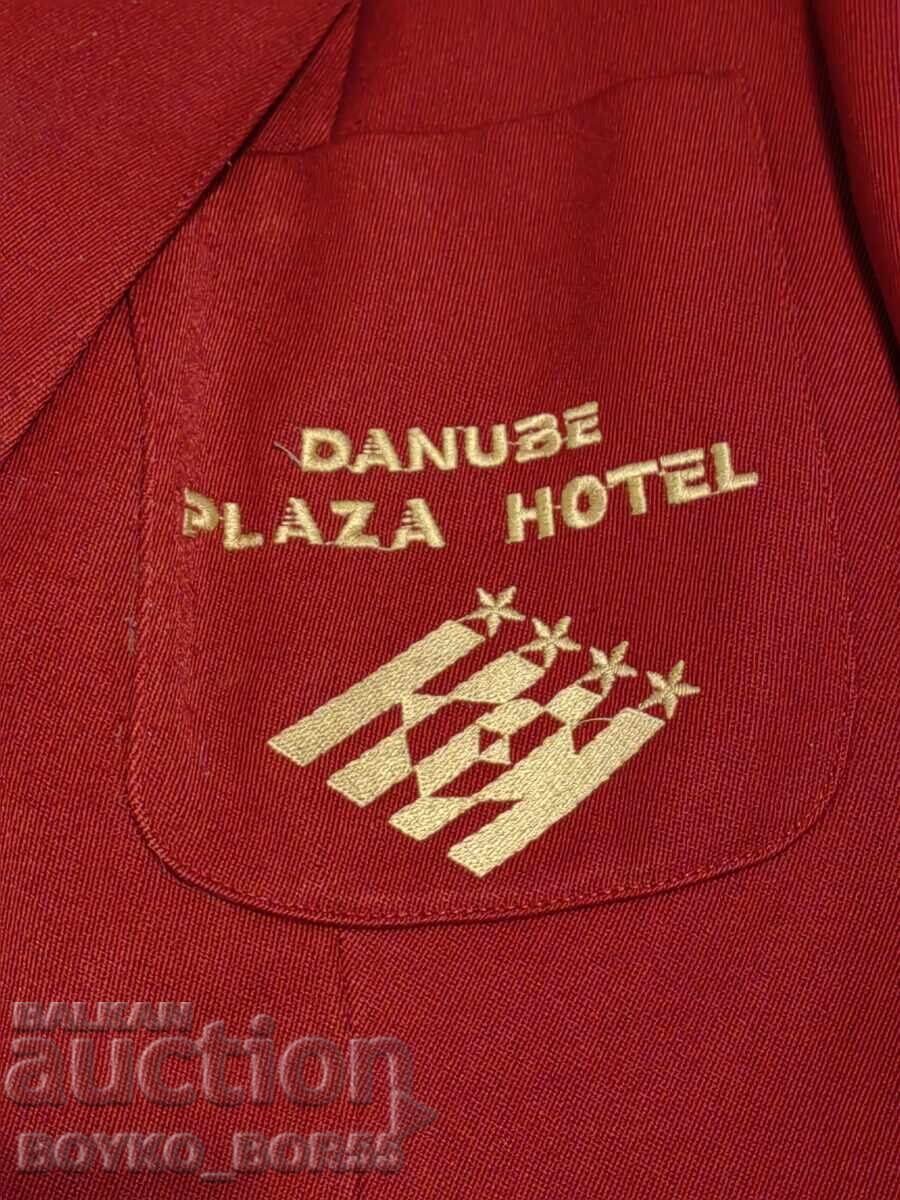 DANUBE
PLAZA HOTEL
BALKAN
auction
BOYKO_BOR55